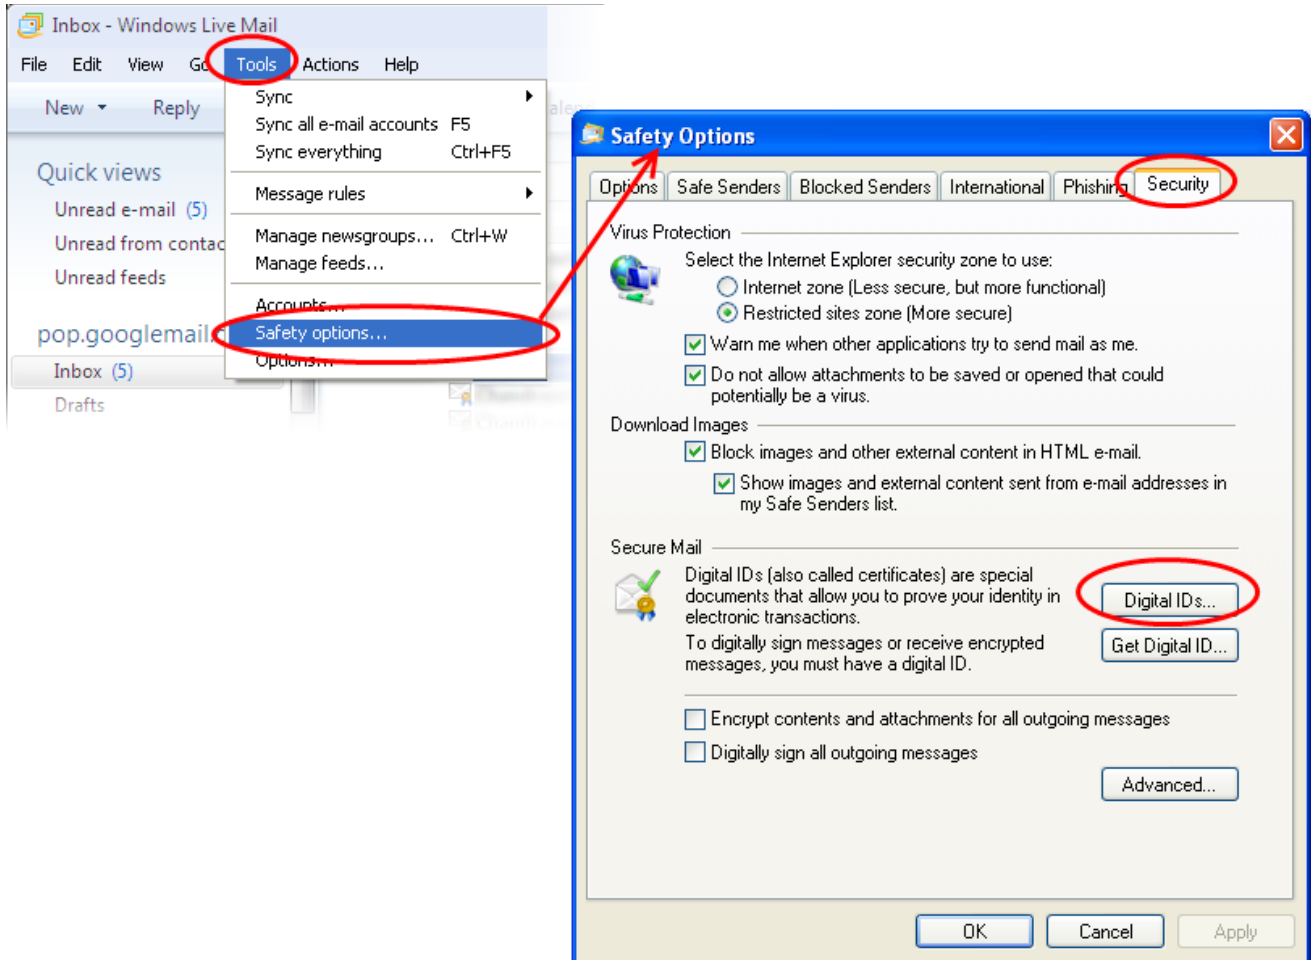 Inbox - Windows Live Mail
File Edit View Go Tools Actions Help
New Reply
Sync
Sync all e-mail accounts F5
Sync everything Ctrl+F5
Message rules
Manage newsgroups... Ctrl+W
Manage feeds...
Accounts...
Safety options...
Options...
Quick views
Unread e-mail (5)
Unread from contac
Unread feeds
pop.googlemail.
Inbox (5)
Drafts
Safety Options
Options Safe Senders Blocked Senders International Phishing Security
Virus Protection
Select the Internet Explorer security zone to use:
Internet zone (Less secure, but more functional)
Restricted sites zone (More secure)
Warn me when other applications try to send mail as me.
Do not allow attachments to be saved or opened that could
potentially be a virus.
Download Images
Block images and other external content in HTML e-mail.
Show images and external content sent from e-mail addresses in
my Safe Senders list.
Secure Mail
Digital IDs (also called certificates) are special
documents that allow you to prove your identity in
electronic transactions.
Digital IDs...
To digitally sign messages or receive encrypted
messages, you must have a digital ID.
Get Digital ID...
Encrypt contents and attachments for all outgoing messages
Digitally sign all outgoing messages
Advanced...
OK Cancel Apply